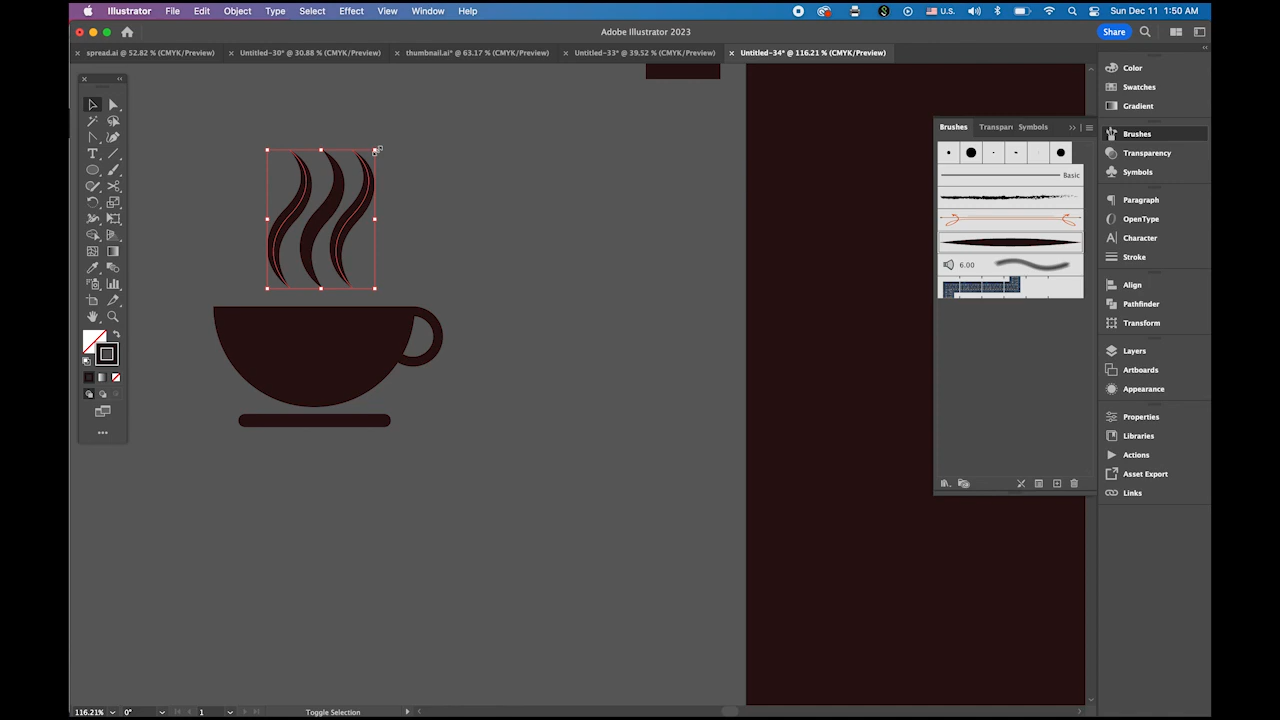 Illustrator File Edit Object Type Select Effect View Window Help U.S. Sun Dec 11 1:50 AM
Adobe Illustrator 2023 Share
spread.ai @ 52.82 % (CMYK/Preview) Untitled-30* @ 30.88 % (CMYK/Preview) thumbnail.ai* @ 63.17 % (CMYK/Preview) Untitled-33* @ 39.52 % (CMYK/Preview) Untitled-34* @ 116.21 % (CMYK/Preview)
Color
Swatches
Gradient
Brushes Transpar Symbols
Brushes
Transparency
Symbols
Basic
Paragraph
OpenType
Character
Stroke
6.00
Align
Pathfinder
Transform
Layers
Artboards
Appearance
Properties
Libraries
Actions
Asset Export
Links
116.21% 0° 1 Toggle Selection